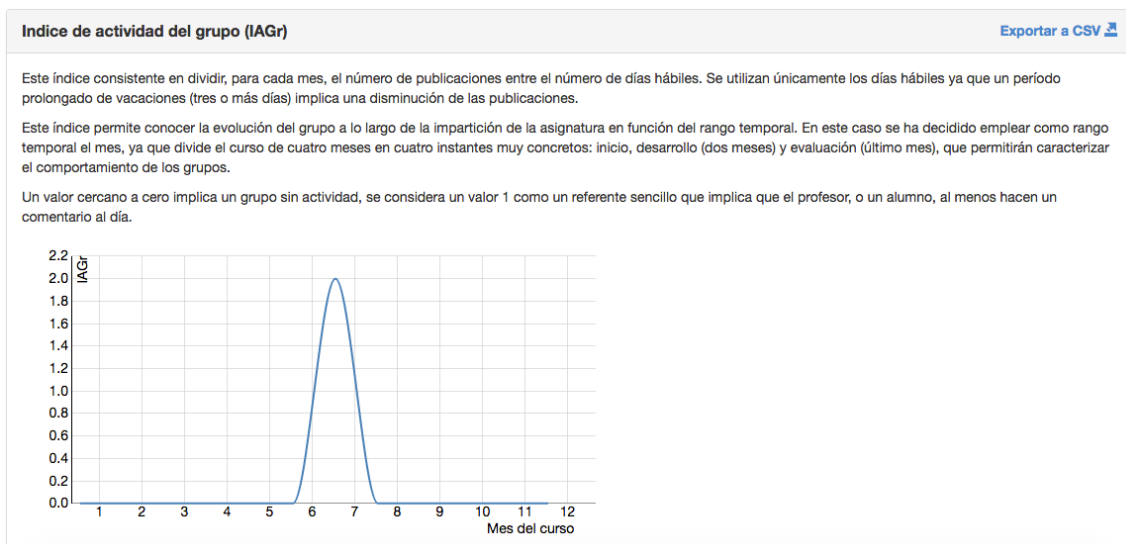 Indice de actividad del grupo (IAGr)
Exportar a CSV
Este índice consistente en dividir, para cada mes, el número de publicaciones entre el número de días hábiles. Se utilizan únicamente los días hábiles ya que un período
prolongado de vacaciones (tres o más días) implica una disminución de las publicaciones.
Este índice permite conocer la evolución del grupo a lo largo de la impartición de la asignatura en función del rango temporal. En este caso se ha decidido emplear como rango
temporal el mes, ya que divide el curso de cuatro meses en cuatro instantes muy concretos: inicio, desarrollo (dos meses) y evaluación (último mes), que permitirán caracterizar
el comportamiento de los grupos.
Un valor cercano a cero implica un grupo sin actividad, se considera un valor 1 como un referente sencillo que implica que el profesor, o un alumno, al menos hacen un
comentario al día.
IAGr
2.2
2.0
1.8
1.6
1.4
1.2
1.0
0.8
0.6
0.4
0.2
0.0
1 2 3 4 5 6 7 8 9 10 11 12
Mes del curso